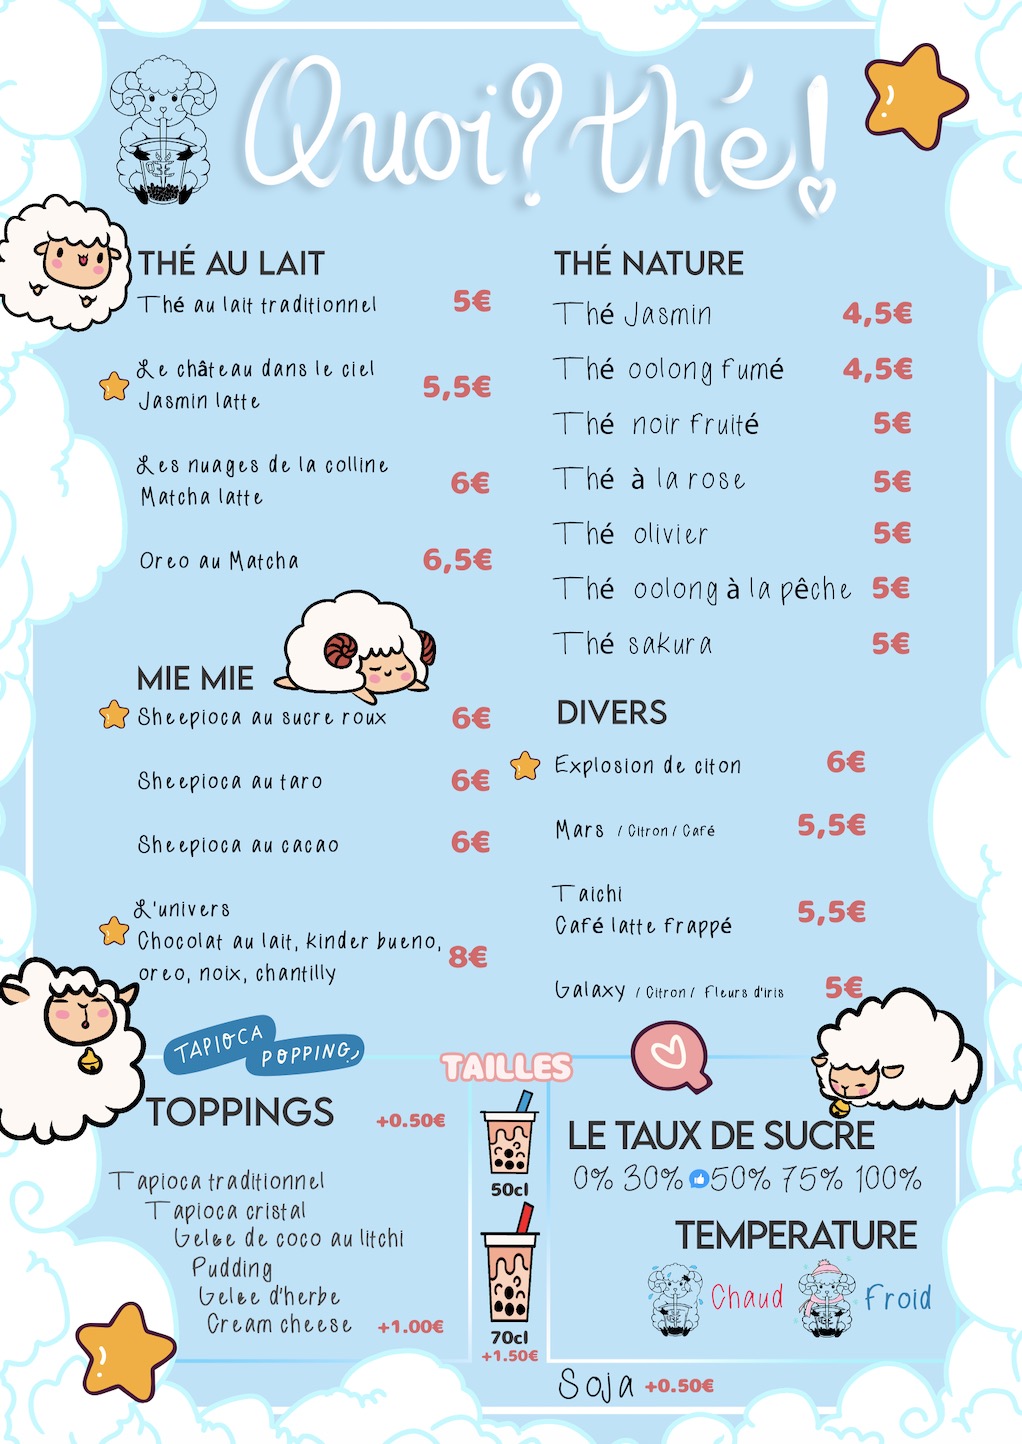 Quoi? thé!
THÉ AU LAIT
Thé au lait traditionnel 5€
Le château dans le ciel
Jasmin latte 5,5€
Les nuages de la colline
Matcha latte 6€
Oreo au Matcha 6,5€
MIE MIE
Sheepioca au sucre roux 6€
Sheepioca au taro 6€
Sheepioca au cacao 6€
L'univers
Chocolat au lait, kinder bueno,
oreo, noix, chantilly 8€
THÉ NATURE
Thé Jasmin 4,5€
Thé oolong fumé 4,5€
Thé noir fruité 5€
Thé à la rose 5€
Thé olivier 5€
Thé oolong à la pêche 5€
Thé sakura 5€
DIVERS
Explosion de citon 6€
Mars / Citron / Café 5,5€
Taichi
Café latte frappé 5,5€
Galaxy / Citron / Fleurs d'iris 5€
TAPIOCA
POPPING
TOPPINGS +0.50€
Tapioca traditionnel
Tapioca cristal
Gelée de coco au litchi
Pudding
Gelée d'herbe
Cream cheese +1.00€
TAILLES
50cl
70cl
+1.50€
LE TAUX DE SUCRE
0% 30% 50% 75% 100%
TEMPERATURE
Chaud Froid
Soja +0.50€